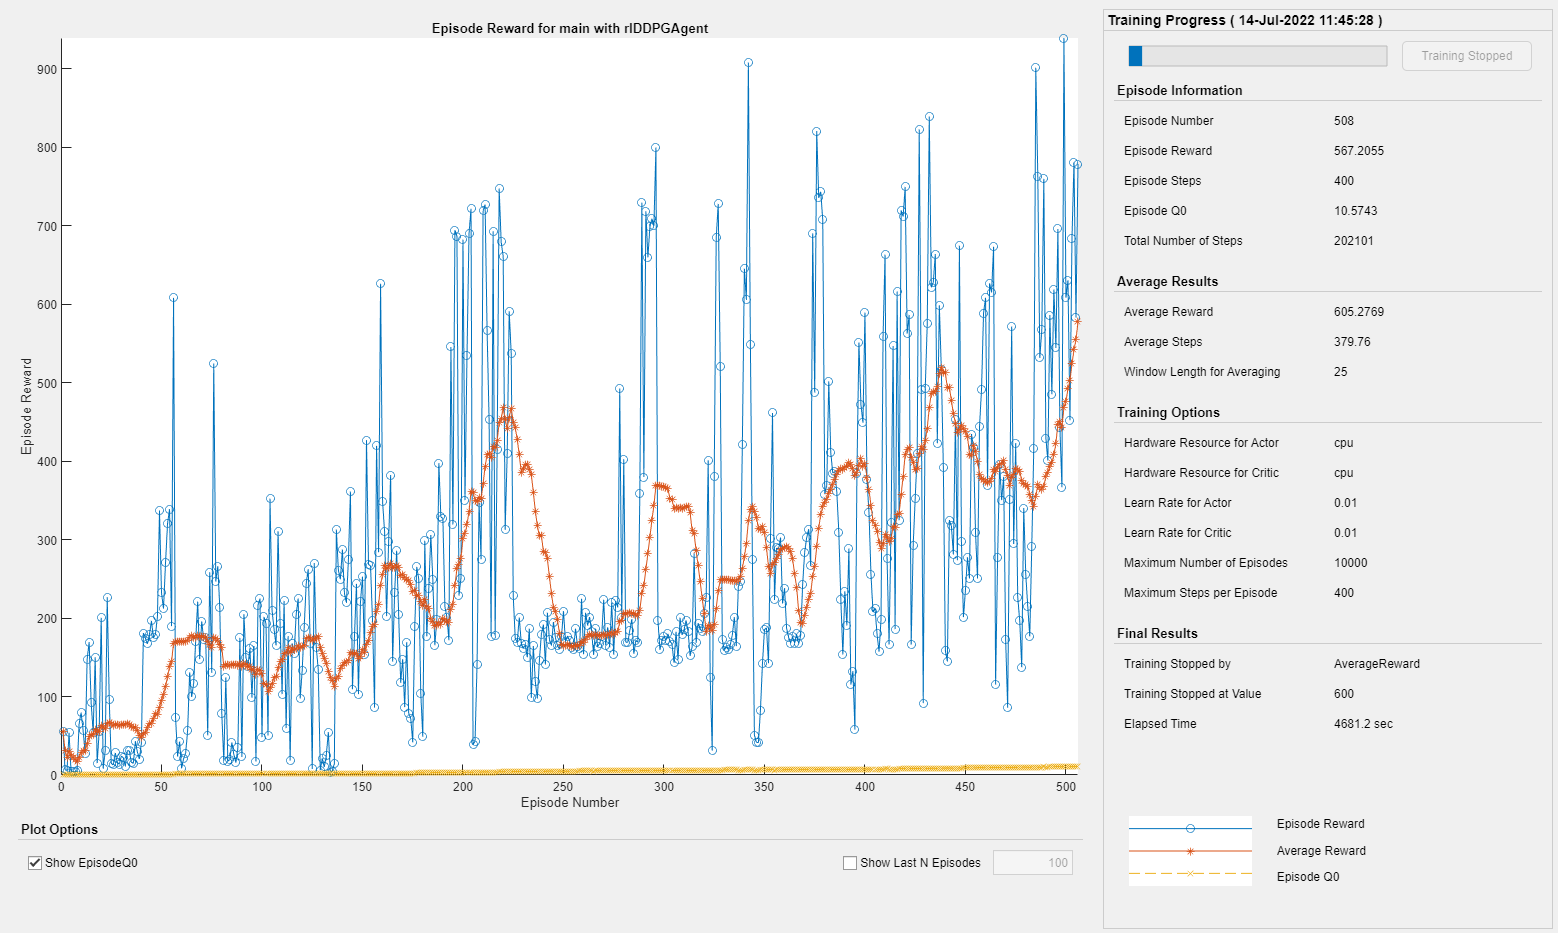 Episode Reward for main with rlDDPGAgent
900
800
700
600
500
400
300
200
100
0
Episode Reward
0 50 100 150 200 250 300 350 400 450 500
Episode Number
Plot Options
Show EpisodeQ0
Show Last N Episodes 100
Training Progress ( 14-Jul-2022 11:45:28 )
Training Stopped
Episode Information
Episode Number 508
Episode Reward 567.2055
Episode Steps 400
Episode Q0 10.5743
Total Number of Steps 202101
Average Results
Average Reward 605.2769
Average Steps 379.76
Window Length for Averaging 25
Training Options
Hardware Resource for Actor cpu
Hardware Resource for Critic cpu
Learn Rate for Actor 0.01
Learn Rate for Critic 0.01
Maximum Number of Episodes 10000
Maximum Steps per Episode 400
Final Results
Training Stopped by AverageReward
Training Stopped at Value 600
Elapsed Time 4681.2 sec
Episode Reward
Average Reward
Episode Q0